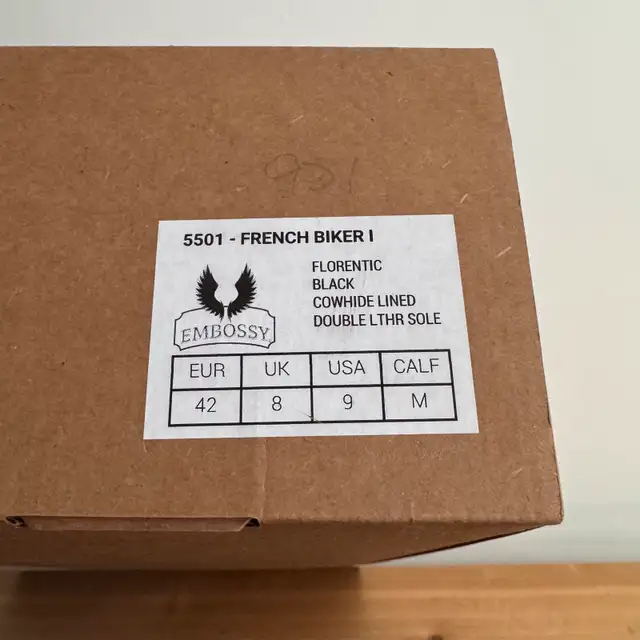 5501 - FRENCH BIKER I
FLORENTIC
BLACK
COWHIDE LINED
DOUBLE LTHR SOLE
EMBOSSY
EUR UK USA CALF
42 8 9 M